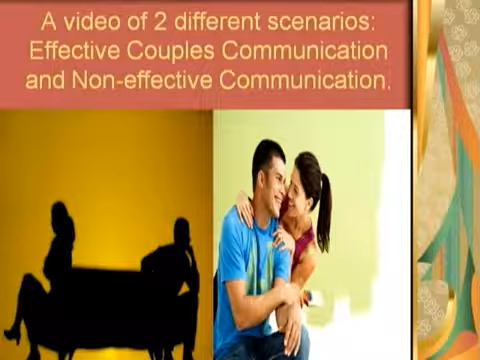 A video of 2 different scenarios:
Effective Couples Communication
and Non-effective Communication.